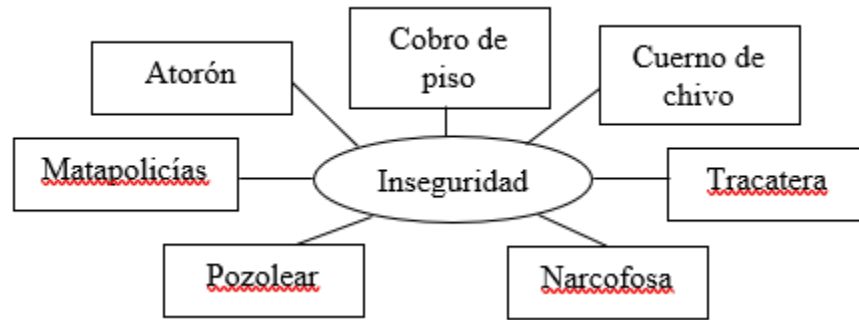 Cobro de
piso
Cuerno de
chivo
Atorón
Matapolicías
Inseguridad
Tracatera
Pozolear
Narcofosa